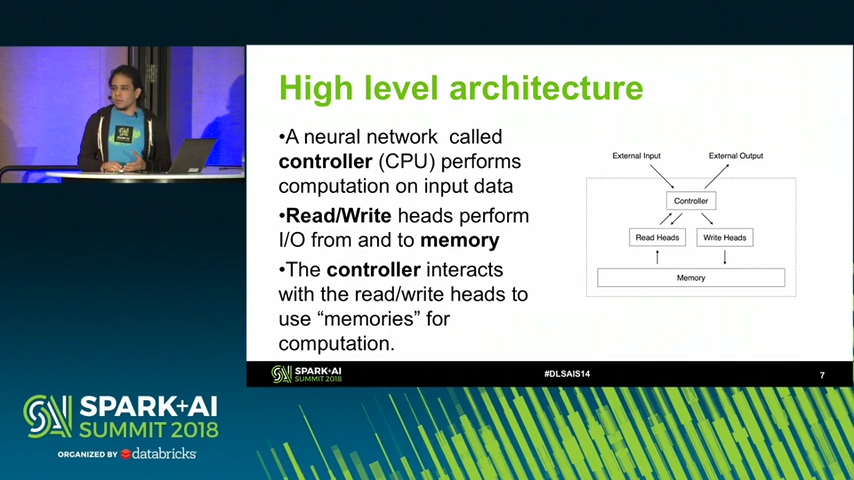 High level architecture
•A neural network called
controller (CPU) performs
computation on input data
•Read/Write heads perform
I/O from and to memory
•The controller interacts
with the read/write heads to
use “memories” for
computation.
External Input
External Output
Controller
Read Heads
Write Heads
Memory
SPARK+AI
SUMMIT 2018
#DLSAIS14
7
SPARK+AI
SUMMIT 2018
ORGANIZED BY databricks